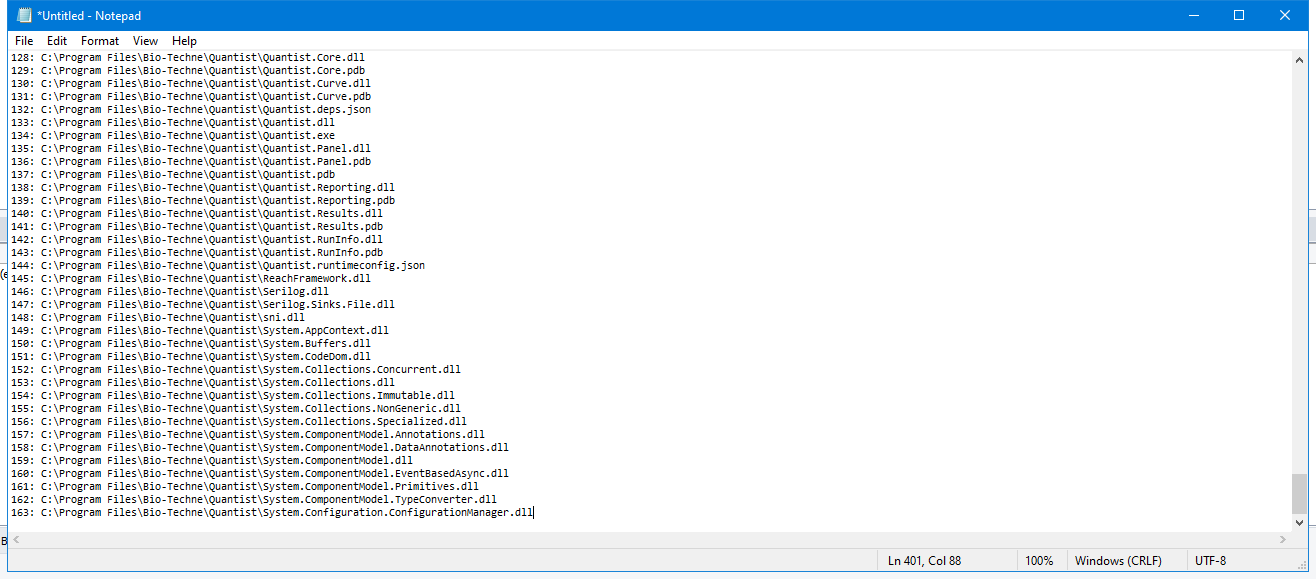 *Untitled - Notepad
File Edit Format View Help
128: C:\Program Files\Bio-Techne\Quantist\Quantist.Core.dll
129: C:\Program Files\Bio-Techne\Quantist\Quantist.Core.pdb
130: C:\Program Files\Bio-Techne\Quantist\Quantist.Curve.dll
131: C:\Program Files\Bio-Techne\Quantist\Quantist.Curve.pdb
132: C:\Program Files\Bio-Techne\Quantist\Quantist.deps.json
133: C:\Program Files\Bio-Techne\Quantist\Quantist.dll
134: C:\Program Files\Bio-Techne\Quantist\Quantist.exe
135: C:\Program Files\Bio-Techne\Quantist\Quantist.Panel.dll
136: C:\Program Files\Bio-Techne\Quantist\Quantist.Panel.pdb
137: C:\Program Files\Bio-Techne\Quantist\Quantist.pdb
138: C:\Program Files\Bio-Techne\Quantist\Quantist.Reporting.dll
139: C:\Program Files\Bio-Techne\Quantist\Quantist.Reporting.pdb
140: C:\Program Files\Bio-Techne\Quantist\Quantist.Results.dll
141: C:\Program Files\Bio-Techne\Quantist\Quantist.Results.pdb
142: C:\Program Files\Bio-Techne\Quantist\Quantist.RunInfo.dll
143: C:\Program Files\Bio-Techne\Quantist\Quantist.RunInfo.pdb
144: C:\Program Files\Bio-Techne\Quantist\Quantist.runtimeconfig.json
145: C:\Program Files\Bio-Techne\Quantist\ReachFramework.dll
146: C:\Program Files\Bio-Techne\Quantist\Serilog.dll
147: C:\Program Files\Bio-Techne\Quantist\Serilog.Sinks.File.dll
148: C:\Program Files\Bio-Techne\Quantist\sni.dll
149: C:\Program Files\Bio-Techne\Quantist\System.AppContext.dll
150: C:\Program Files\Bio-Techne\Quantist\System.Buffers.dll
151: C:\Program Files\Bio-Techne\Quantist\System.CodeDom.dll
152: C:\Program Files\Bio-Techne\Quantist\System.Collections.Concurrent.dll
153: C:\Program Files\Bio-Techne\Quantist\System.Collections.dll
154: C:\Program Files\Bio-Techne\Quantist\System.Collections.Immutable.dll
155: C:\Program Files\Bio-Techne\Quantist\System.Collections.NonGeneric.dll
156: C:\Program Files\Bio-Techne\Quantist\System.Collections.Specialized.dll
157: C:\Program Files\Bio-Techne\Quantist\System.ComponentModel.Annotations.dll
158: C:\Program Files\Bio-Techne\Quantist\System.ComponentModel.DataAnnotations.dll
159: C:\Program Files\Bio-Techne\Quantist\System.ComponentModel.dll
160: C:\Program Files\Bio-Techne\Quantist\System.ComponentModel.EventBasedAsync.dll
161: C:\Program Files\Bio-Techne\Quantist\System.ComponentModel.Primitives.dll
162: C:\Program Files\Bio-Techne\Quantist\System.ComponentModel.TypeConverter.dll
163: C:\Program Files\Bio-Techne\Quantist\System.Configuration.ConfigurationManager.dll
Ln 401, Col 88 100% Windows (CRLF) UTF-8